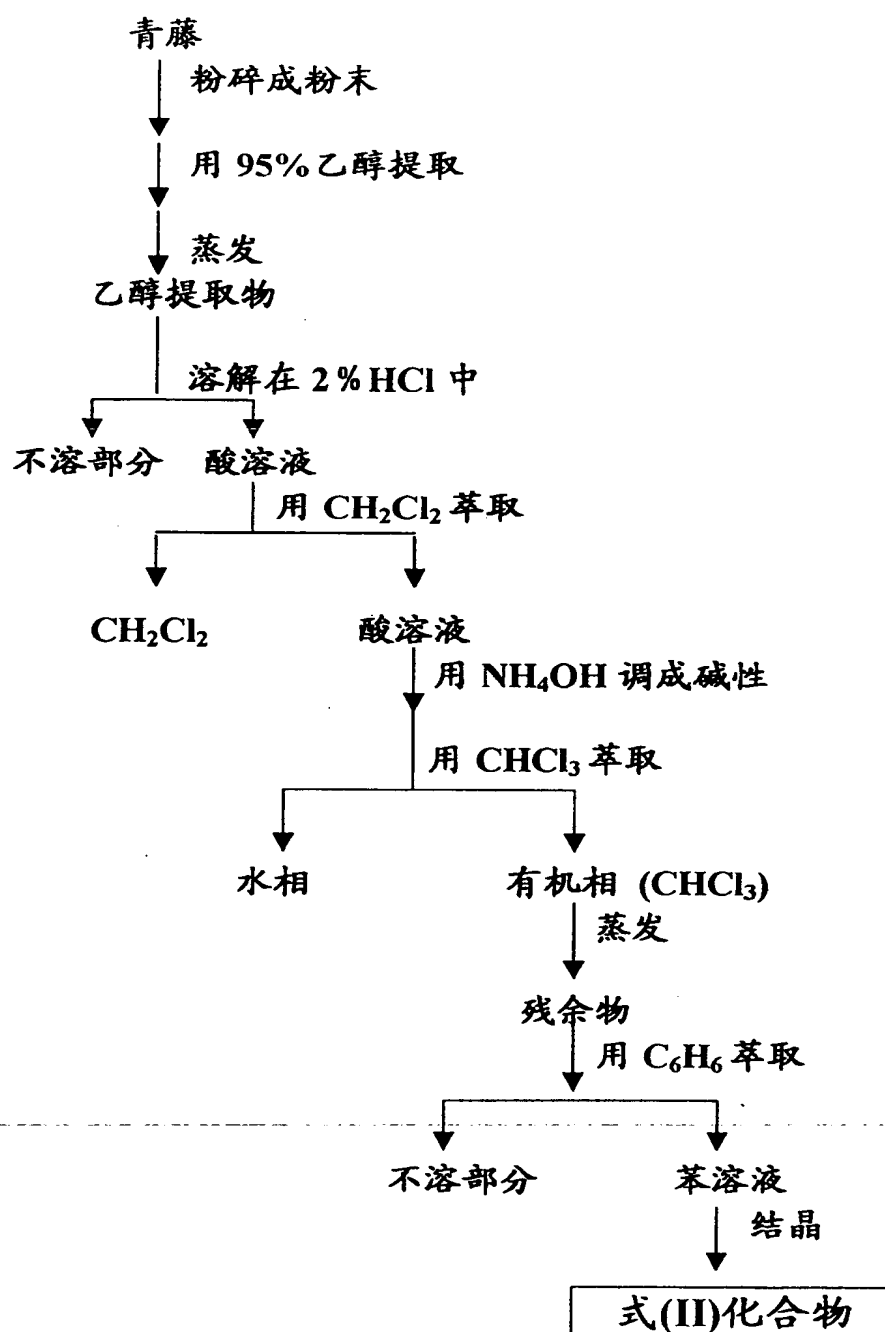 青藤
粉碎成粉末
用 95%乙醇提取
蒸发
乙醇提取物
溶解在 2%HCl 中
不溶部分 酸溶液
用 CH₂Cl₂ 萃取
CH₂Cl₂ 酸溶液
用 NH₄OH 调成碱性
用 CHCl₃ 萃取
水相 有机相 (CHCl₃)
蒸发
残余物
用 C₆H₆ 萃取
不溶部分 苯溶液
结晶
式(II)化合物